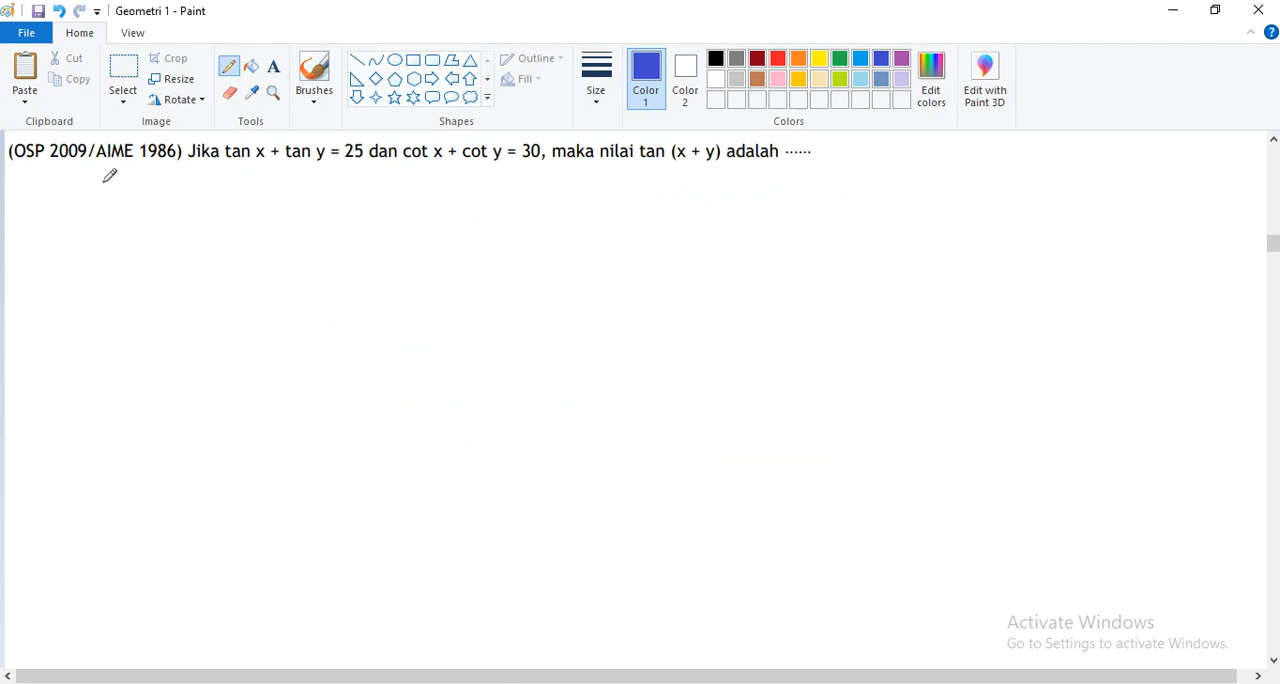 Geometri 1 - Paint
File Home View
Paste
Cut
Copy
Clipboard
Select
Crop
Resize
Rotate
Image
A
Tools
Brushes
Outline
Fill
Shapes
Size
Color 1
Color 2
Edit colors
Colors
Edit with Paint 3D
?
(OSP 2009/AIME 1986) Jika tan x + tan y = 25 dan cot x + cot y = 30, maka nilai tan (x + y) adalah ······
Activate Windows
Go to Settings to activate Windows.